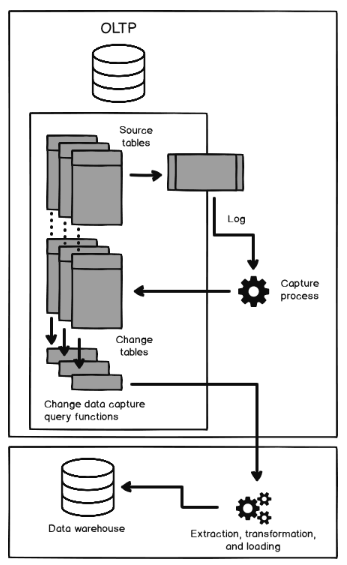 OLTP
Source
tables
Log
Capture
process
Change
tables
Change data capture
query functions
Data warehouse
Extraction, transformation,
and loading